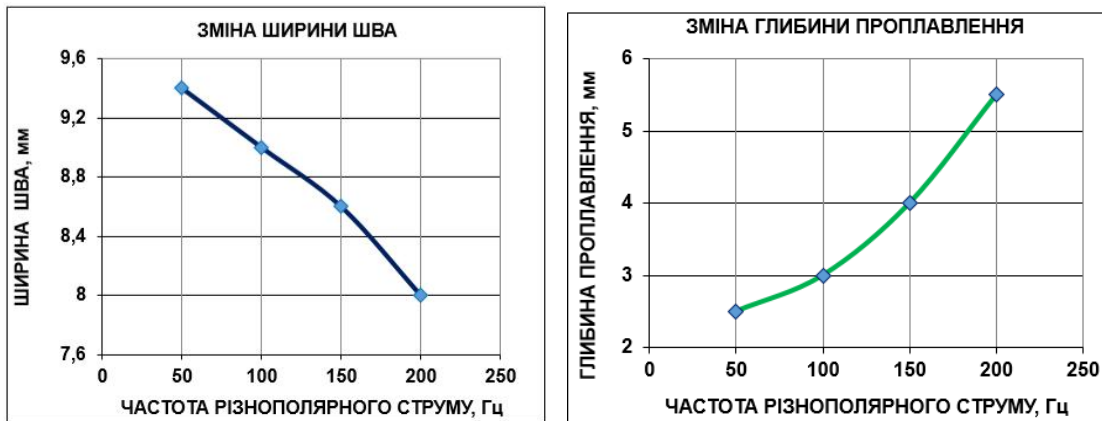 ЗМІНА ШИРИНИ ШВА
9,6
9,2
8,8
8,4
8
7,6
ШИРИНА ШВА, мм
0 50 100 150 200 250
ЧАСТОТА РІЗНОПОЛЯРНОГО СТРУМУ, Гц
ЗМІНА ГЛИБИНИ ПРОПЛАВЛЕННЯ
6
5
4
3
2
ГЛИБИНА ПРОПЛАВЛЕННЯ, мм
0 50 100 150 200 250
ЧАСТОТА РІЗНОПОЛЯРНОГО СТРУМУ, Гц